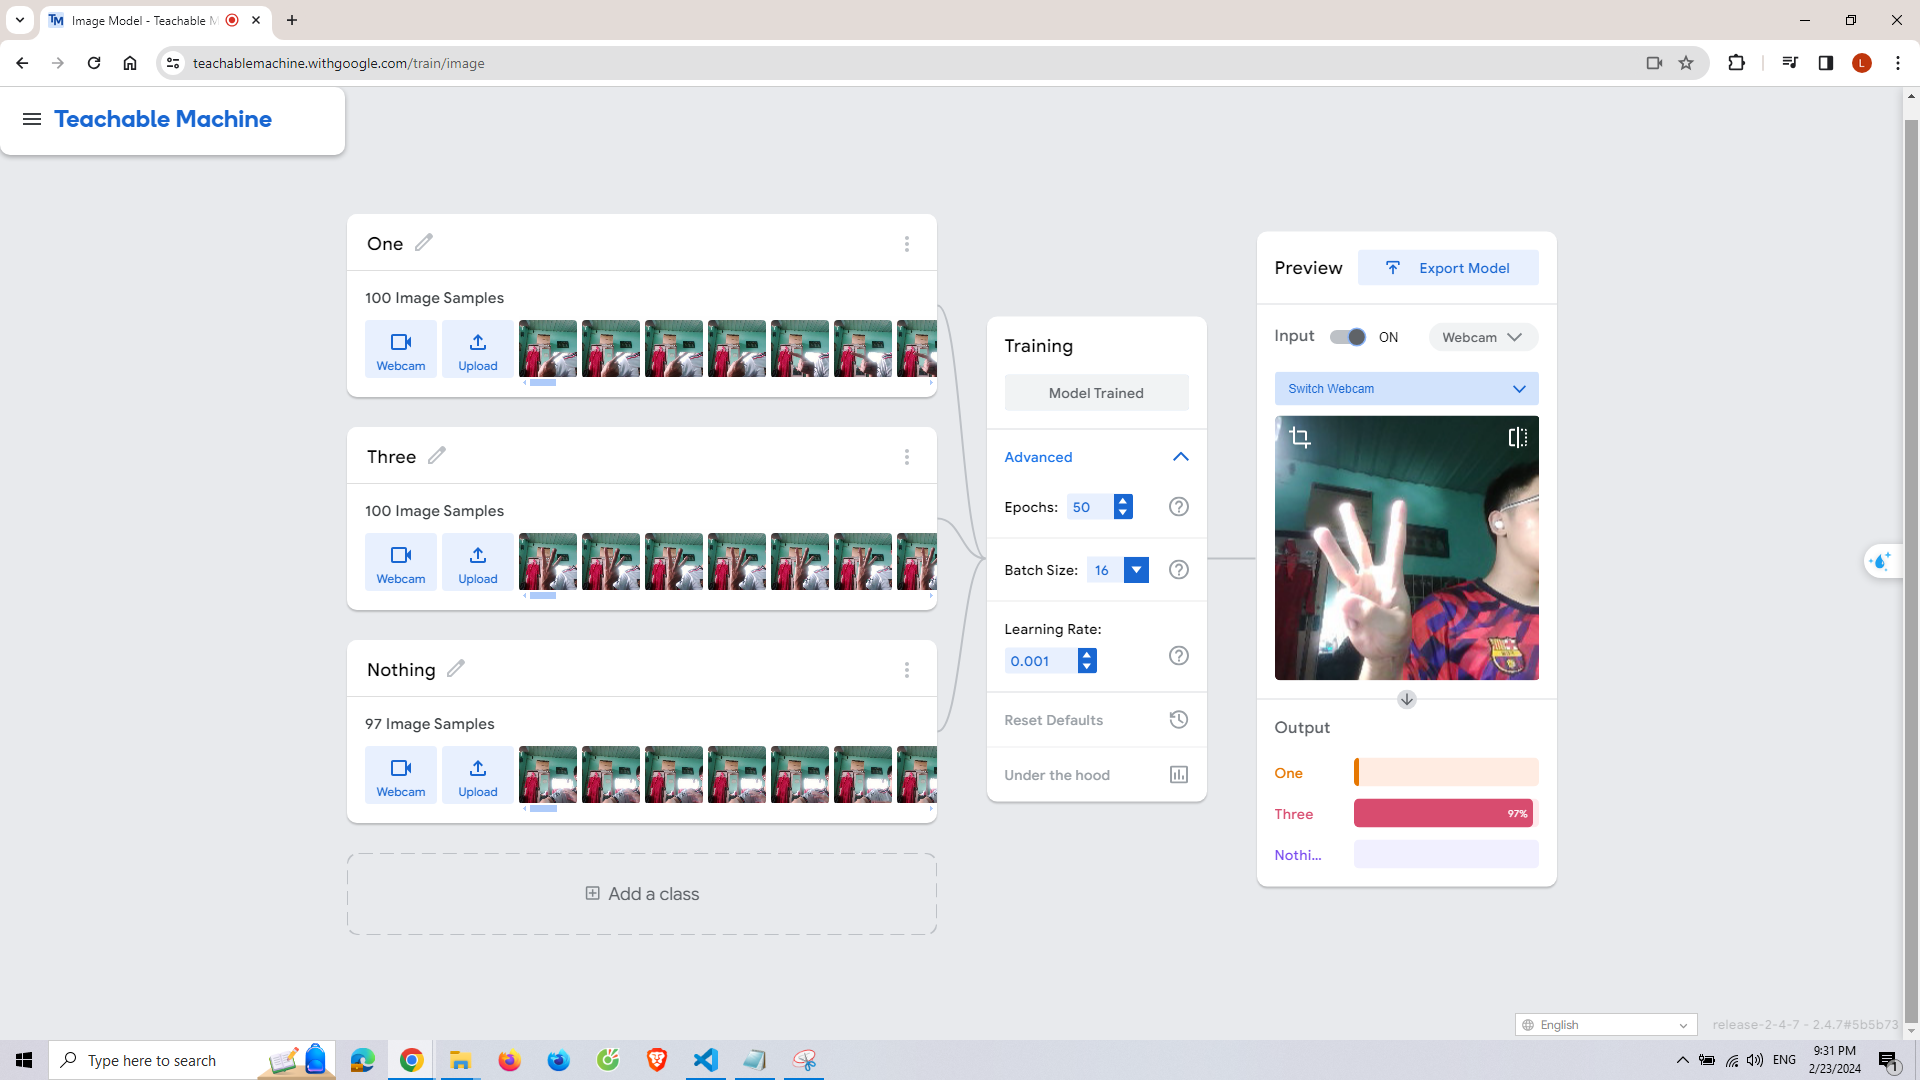 Image Model - Teachable M
teachablemachine.withgoogle.com/train/image
L
Teachable Machine
One
100 Image Samples
Webcam
Upload
Three
100 Image Samples
Webcam
Upload
Nothing
97 Image Samples
Webcam
Upload
Add a class
Training
Model Trained
Advanced
Epochs: 50
Batch Size: 16
Learning Rate:
0.001
Reset Defaults
Under the hood
Preview
Export Model
Input ON Webcam
Switch Webcam
Output
One
Three 97%
Nothi...
English
release-2-4-7 - 2.4.7#5b5b73
Type here to search
ENG
9:31 PM
2/23/2024
1